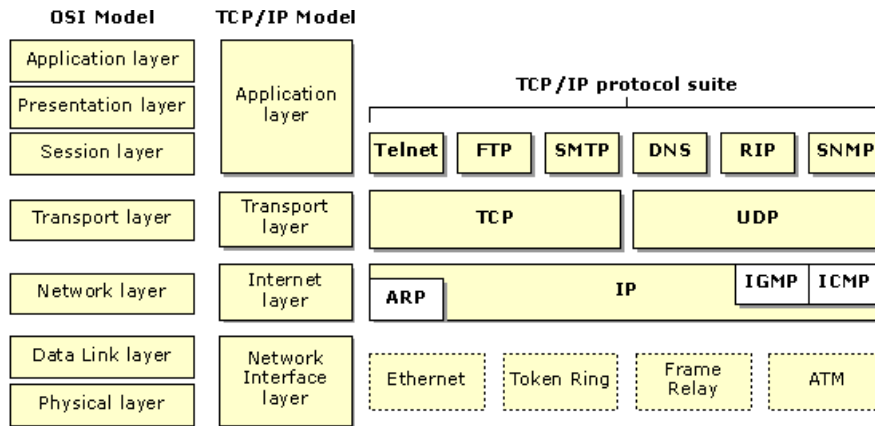 OSI Model
TCP/IP Model
Application layer
Presentation layer
Session layer
Transport layer
Network layer
Data Link layer
Physical layer
Application
layer
Transport
layer
Internet
layer
Network
Interface
layer
TCP/IP protocol suite
Telnet FTP SMTP DNS RIP SNMP
TCP UDP
ARP IP IGMP ICMP
Ethernet Token Ring Frame
Relay ATM